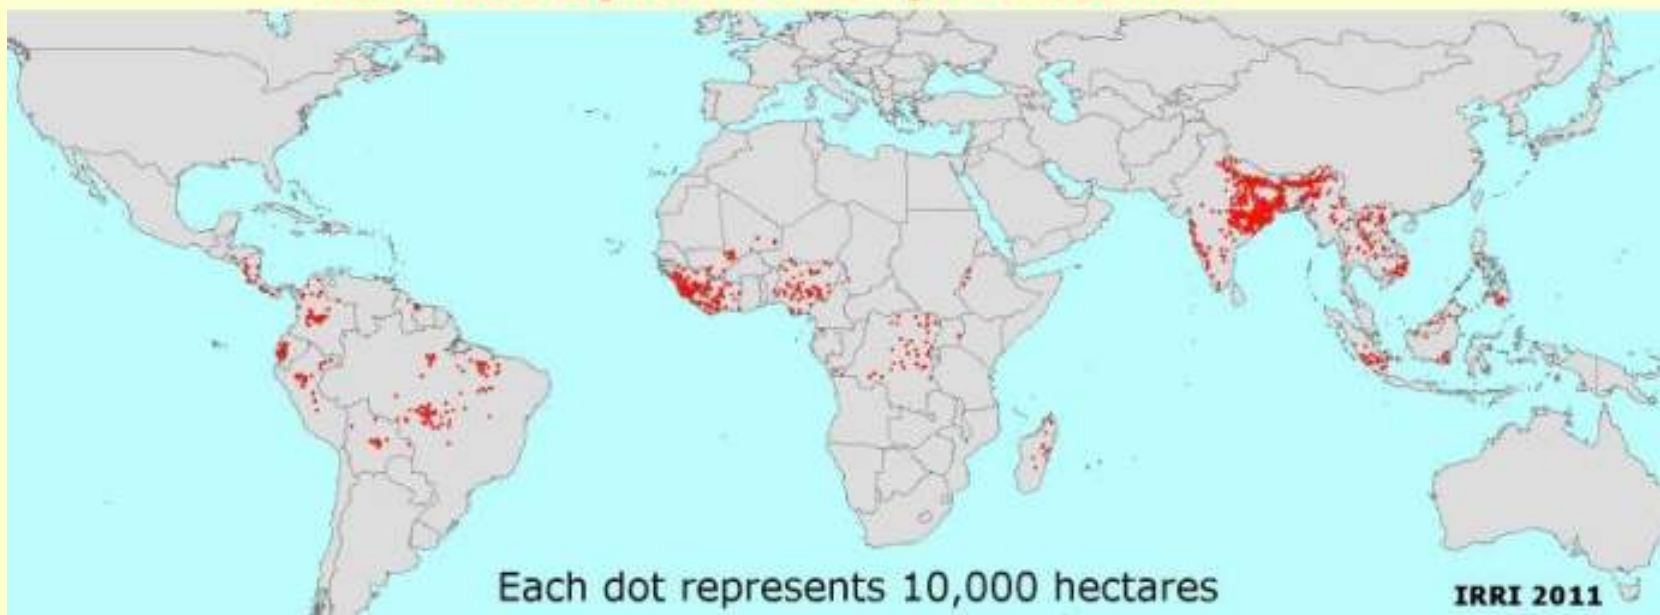 Each dot represents 10,000 hectares
IRRI 2011